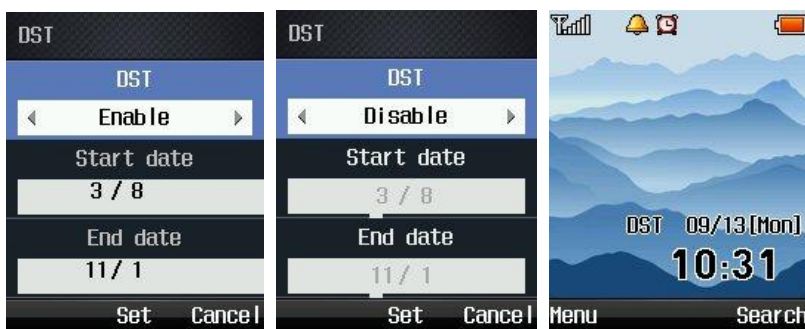 DST
DST
Enable
Start date
3 / 8
End date
11/ 1
Set Cancel
DST
DST
Disable
Start date
3 / 8
End date
11/ 1
Set Cancel
DST 09/13[Mon]
10:31
Menu Search